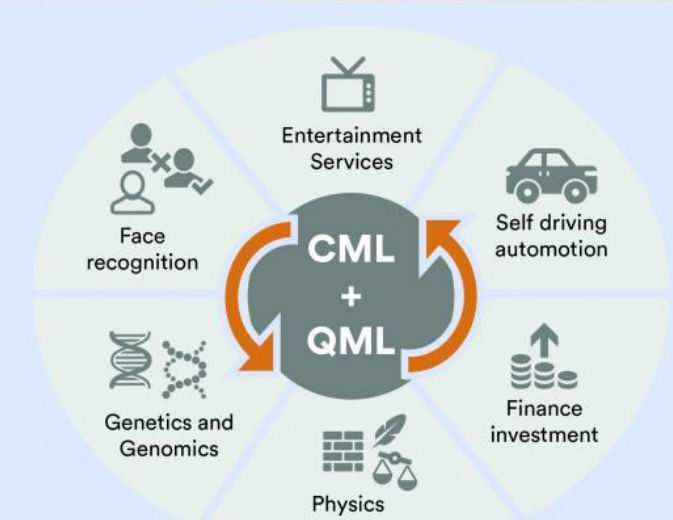 Entertainment
Services
Self driving
automotion
Finance
investment
Physics
Genetics and
Genomics
Face
recognition
CML
+
QML